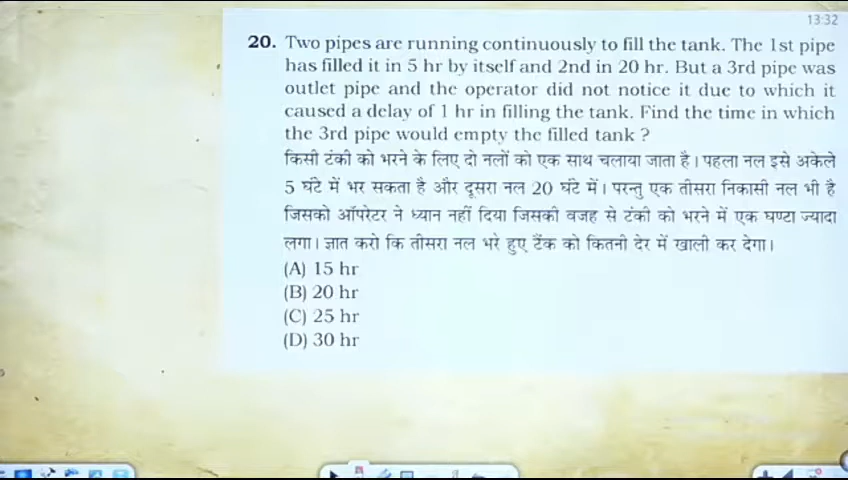 13:32
20. Two pipes are running continuously to fill the tank. The 1st pipe
has filled it in 5 hr by itself and 2nd in 20 hr. But a 3rd pipe was
outlet pipe and the operator did not notice it due to which it
caused a delay of 1 hr in filling the tank. Find the time in which
the 3rd pipe would empty the filled tank ?
किसी टंकी को भरने के लिए दो नलों को एक साथ चलाया जाता है। पहला नल इसे अकेले
5 घंटे में भर सकता है और दूसरा नल 20 घंटे में। परन्तु एक तीसरा निकासी नल भी है
जिसको ऑपरेटर ने ध्यान नहीं दिया जिसकी वजह से टंकी को भरने में एक घण्टा ज्यादा
लगा। ज्ञात करो कि तीसरा नल भरे हुए टैंक को कितनी देर में खाली कर देगा।
(A) 15 hr
(B) 20 hr
(C) 25 hr
(D) 30 hr